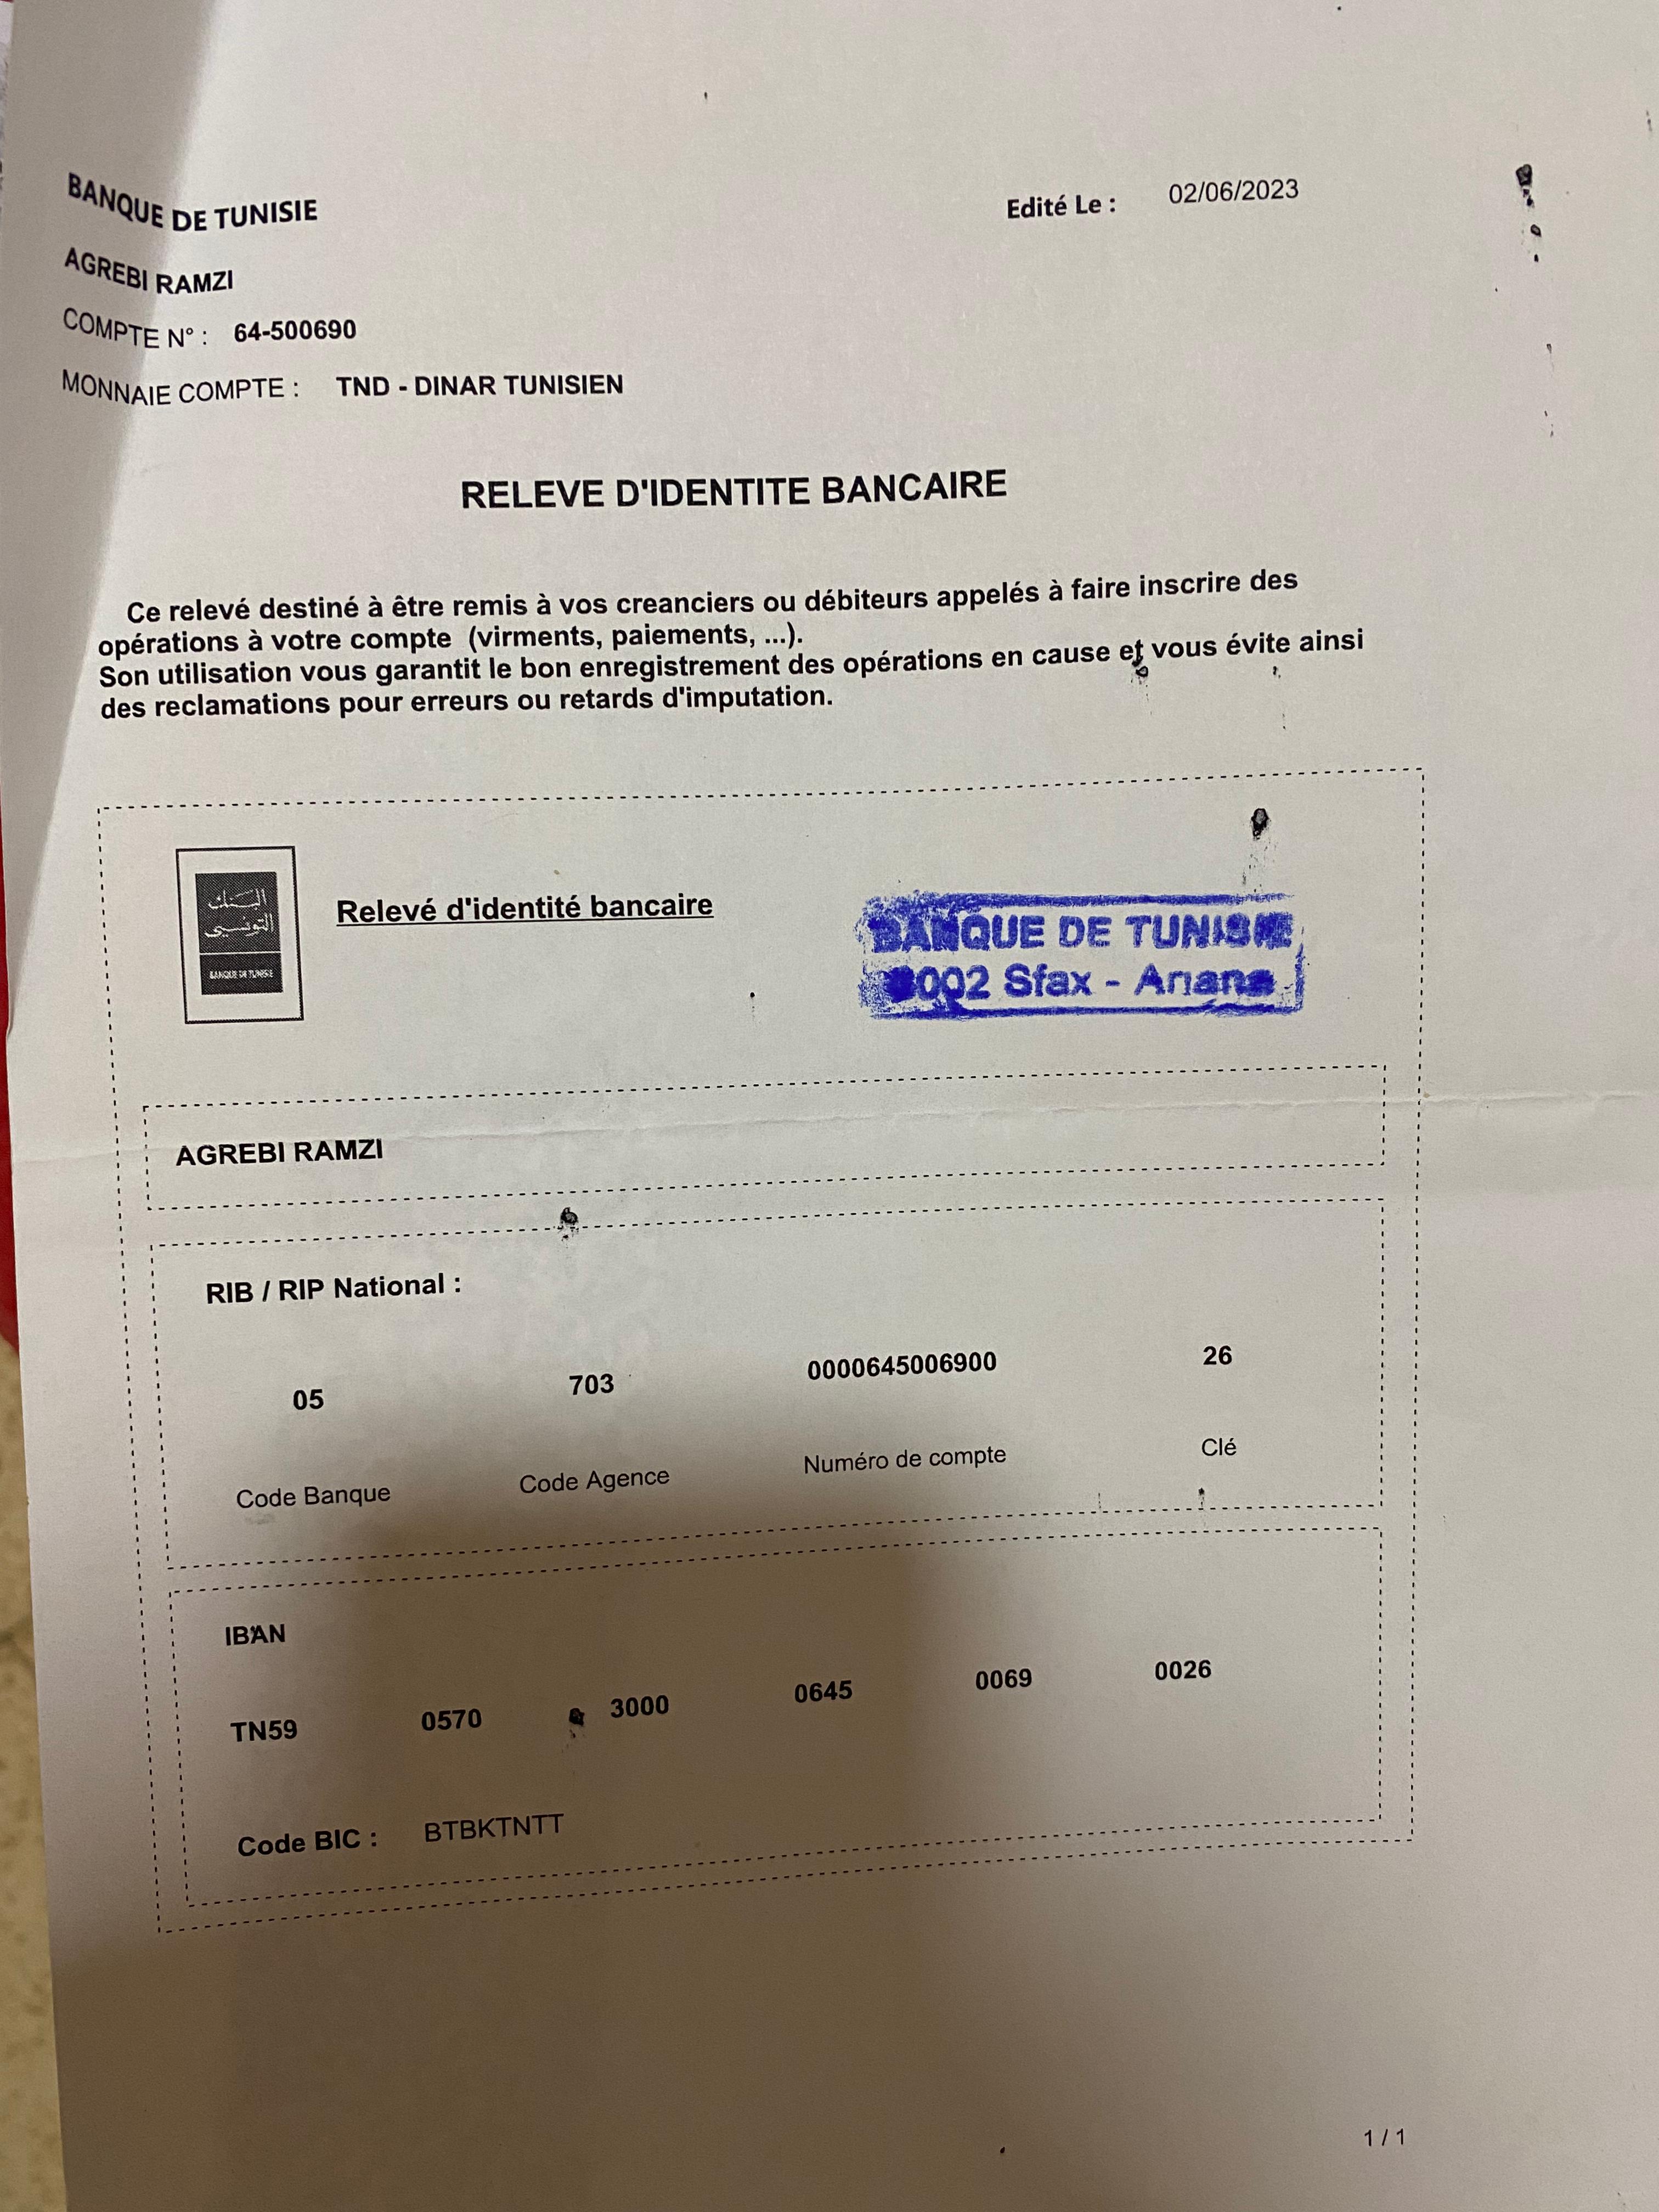 BANQUE DE TUNISIE
Edité Le : 02/06/2023
AGREBI RAMZI
COMPTE N° : 64-500690
MONNAIE COMPTE : TND - DINAR TUNISIEN
RELEVE D'IDENTITE BANCAIRE
Ce relevé destiné à être remis à vos creanciers ou débiteurs appelés à faire inscrire des
opérations à votre compte (virments, paiements, ...).
Son utilisation vous garantit le bon enregistrement des opérations en cause et vous évite ainsi
des reclamations pour erreurs ou retards d'imputation.
البنك
التونسي
BANQUE DE TUNISIE
Relevé d'identité bancaire
BANQUE DE TUNISIE
Sfax - Ariana
AGREBI RAMZI
RIB / RIP National :
05 703 0000645006900 26
Code Banque Code Agence Numéro de compte Clé
IBAN
TN59 0570 3000 0645 0069 0026
Code BIC : BTBKTNTT
1 / 1